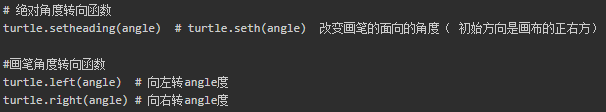 # 绝对角度转向函数
turtle.setheading(angle)  # turtle.seth(angle)  改变画笔的面向的角度（ 初始方向是画布的正右方）
#画笔角度转向函数
turtle.left(angle)  # 向左转angle度
turtle.right(angle) # 向右转angle度